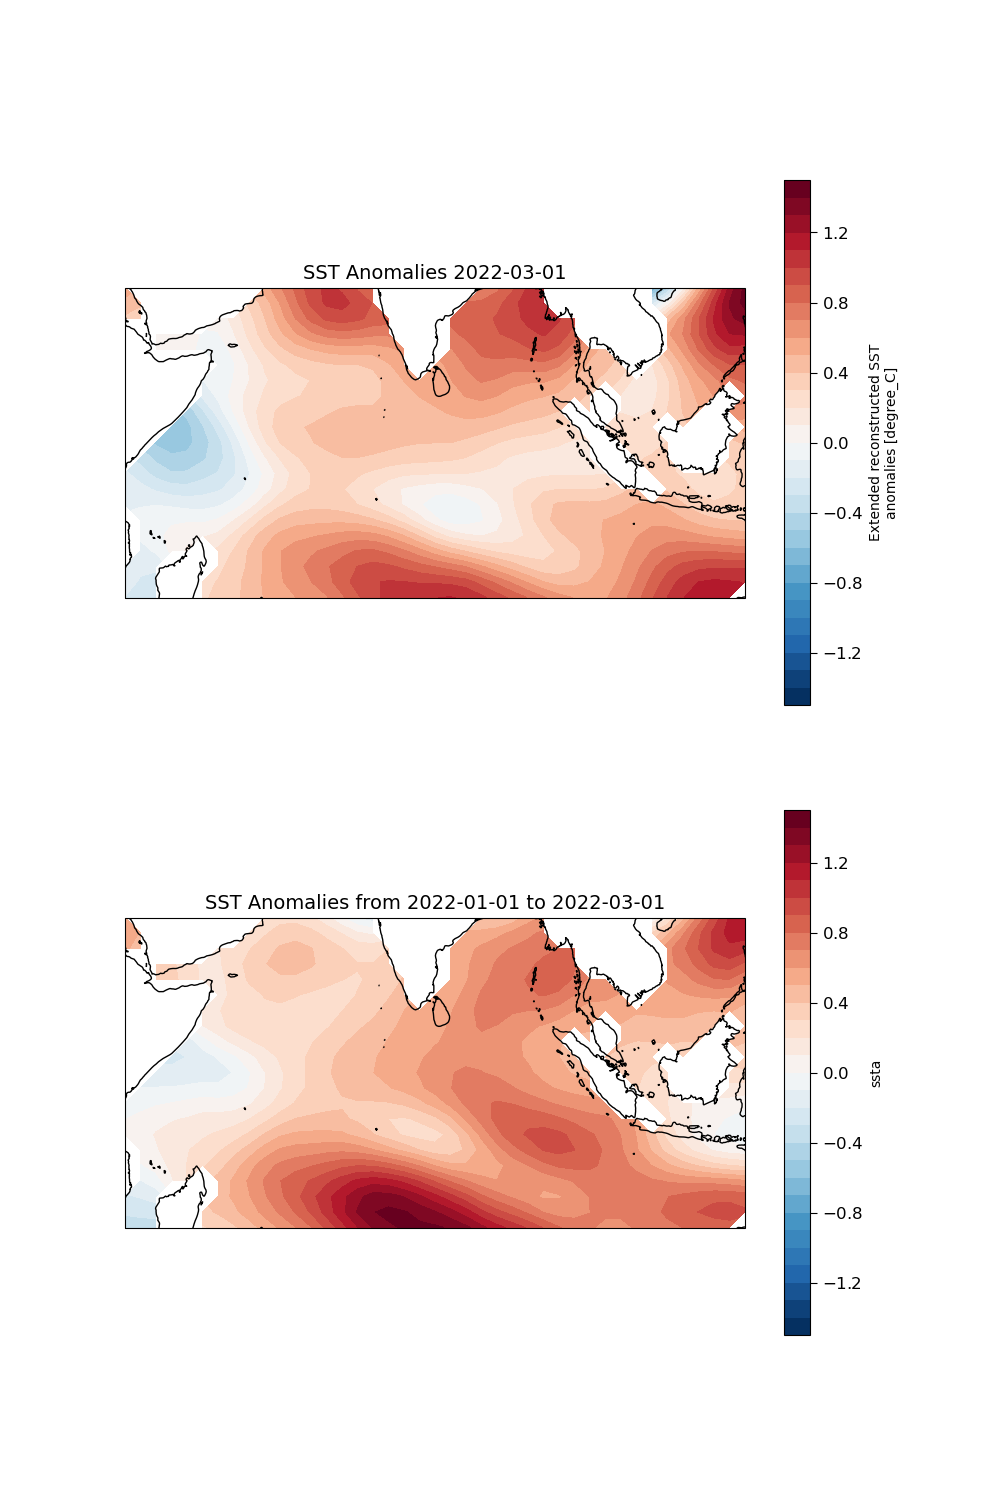 SST Anomalies 2022-03-01
1.2
0.8
0.4
0.0
−0.4
−0.8
−1.2
Extended reconstructed SST
anomalies [degree_C]
SST Anomalies from 2022-01-01 to 2022-03-01
1.2
0.8
0.4
0.0
−0.4
−0.8
−1.2
ssta